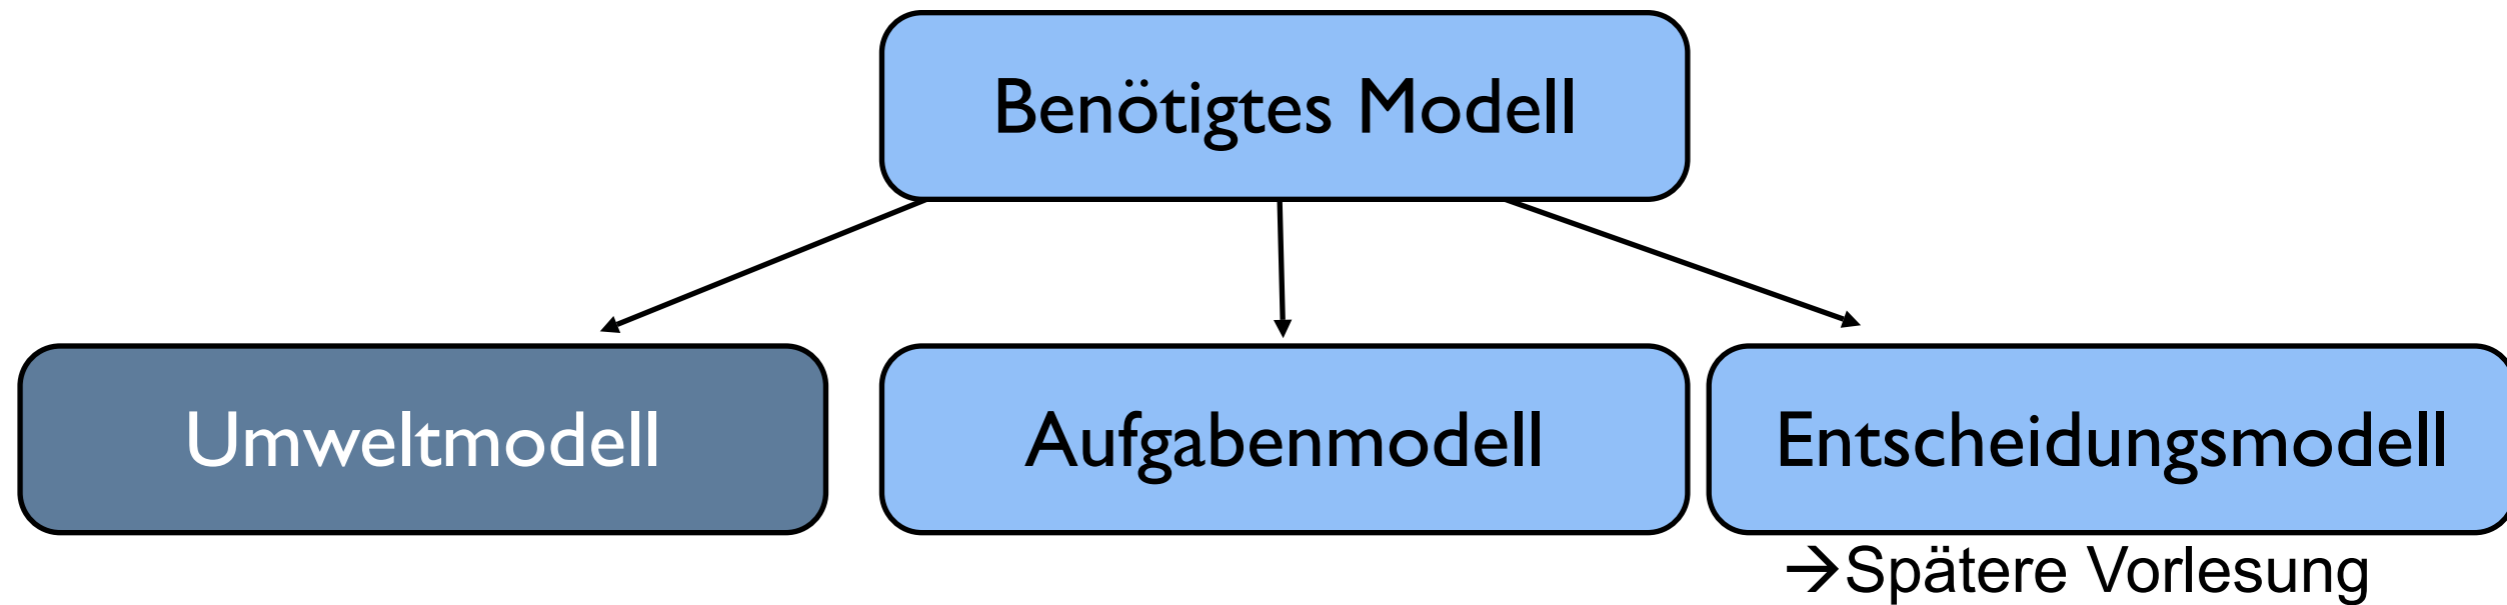 Benötigtes Modell
Umweltmodell
Aufgabenmodell
Entscheidungsmodell
→Spätere Vorlesung